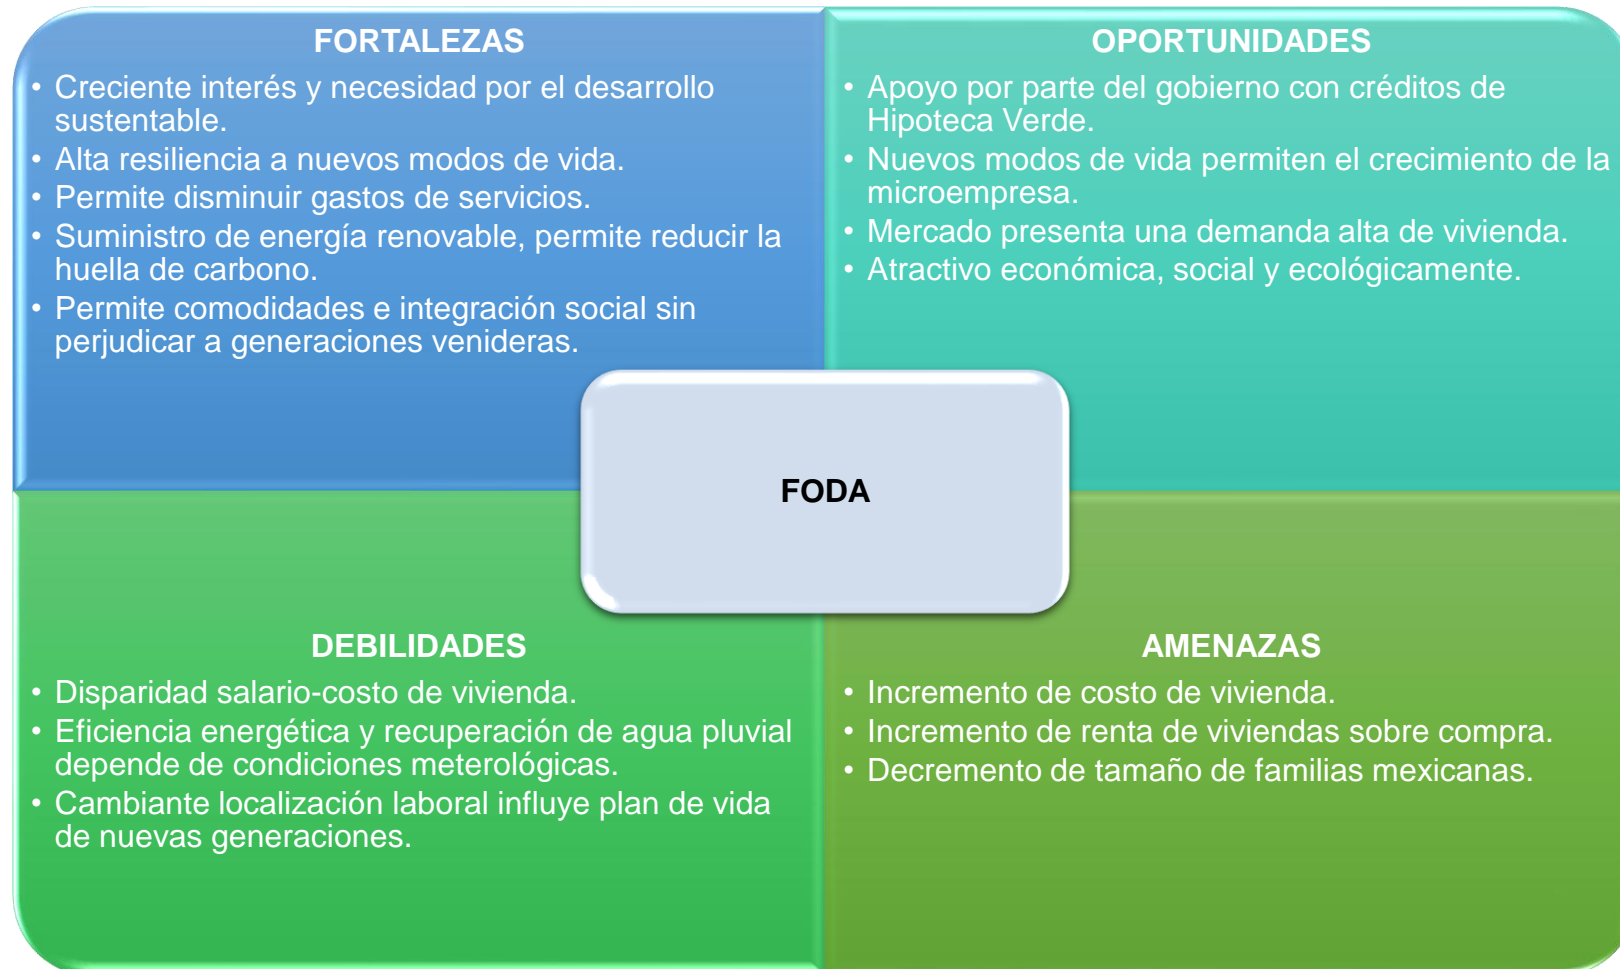 FORTALEZAS
• Creciente interés y necesidad por el desarrollo
sustentable.
• Alta resiliencia a nuevos modos de vida.
• Permite disminuir gastos de servicios.
• Suministro de energía renovable, permite reducir la
huella de carbono.
• Permite comodidades e integración social sin
perjudicar a generaciones venideras.
OPORTUNIDADES
• Apoyo por parte del gobierno con créditos de
Hipoteca Verde.
• Nuevos modos de vida permiten el crecimiento de la
microempresa.
• Mercado presenta una demanda alta de vivienda.
• Atractivo económica, social y ecológicamente.
FODA
DEBILIDADES
• Disparidad salario-costo de vivienda.
• Eficiencia energética y recuperación de agua pluvial
depende de condiciones meterológicas.
• Cambiante localización laboral influye plan de vida
de nuevas generaciones.
AMENAZAS
• Incremento de costo de vivienda.
• Incremento de renta de viviendas sobre compra.
• Decremento de tamaño de familias mexicanas.